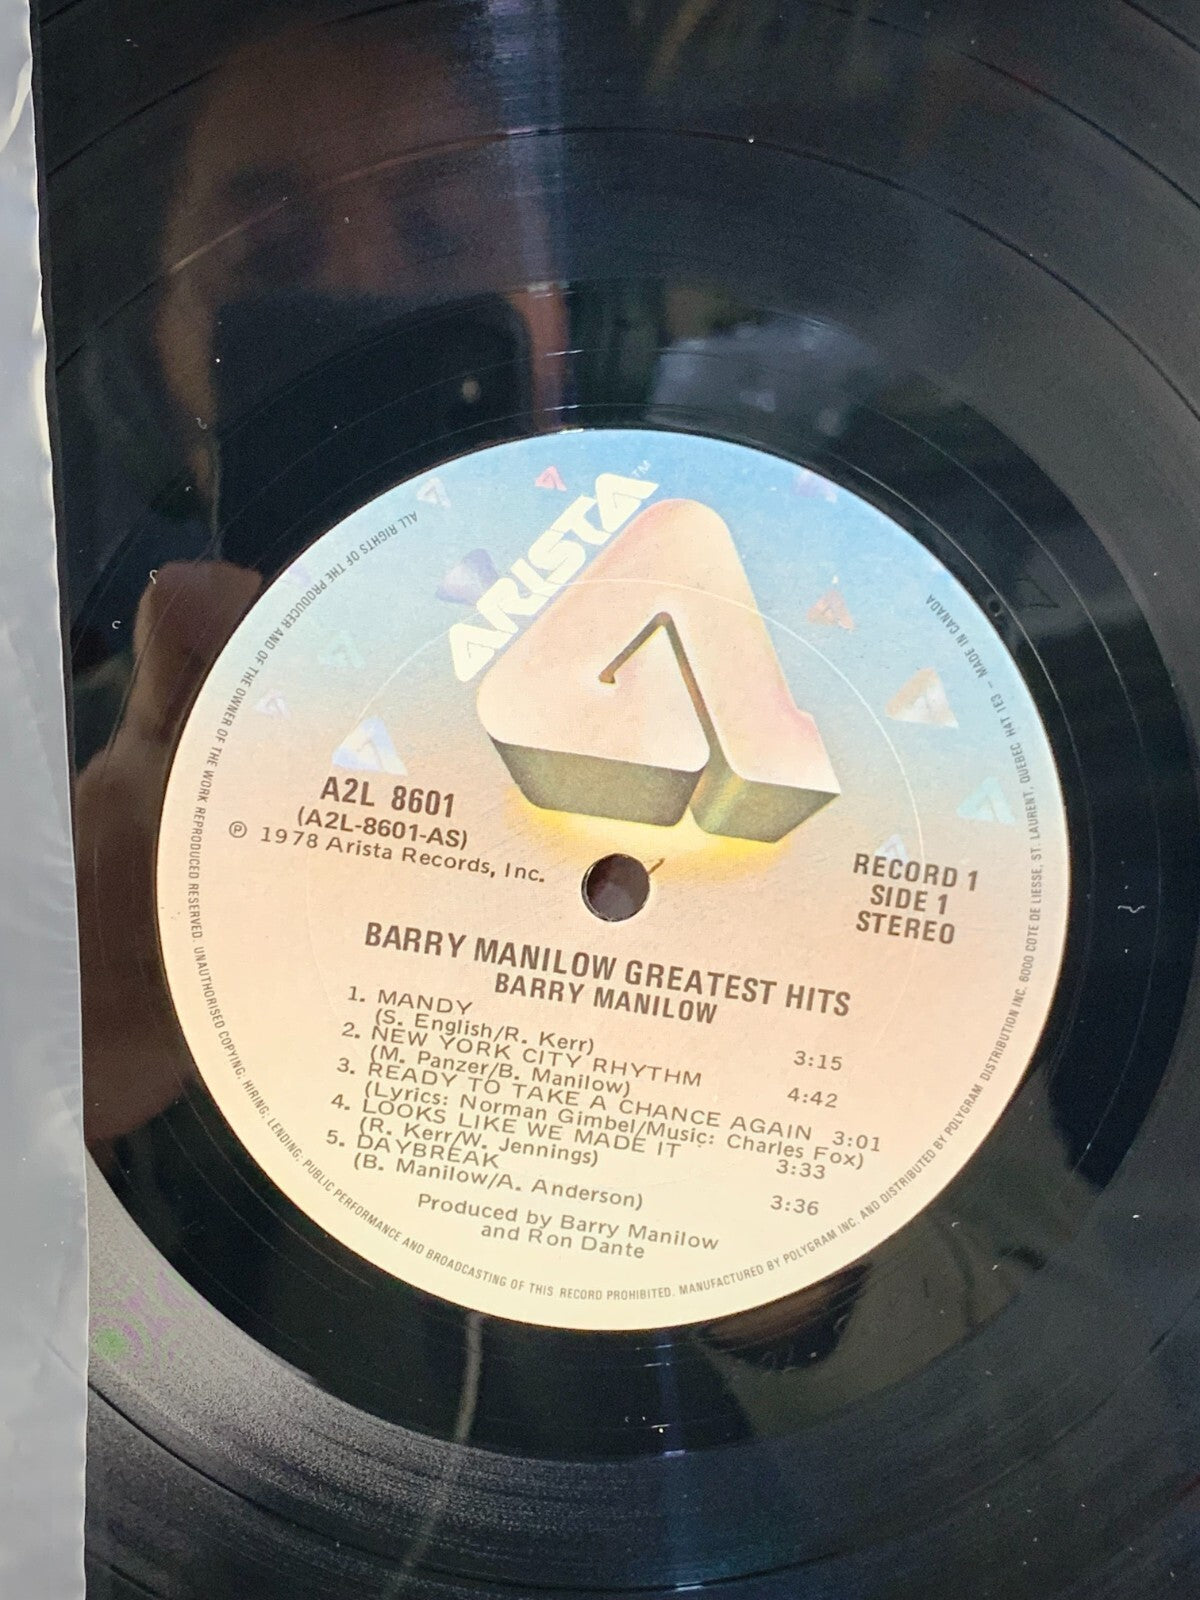 ARISTA™
A2L 8601
(A2L-8601-AS)
℗ 1978 Arista Records, Inc.
RECORD 1
SIDE 1
STEREO
BARRY MANILOW GREATEST HITS
BARRY MANILOW
1. MANDY
(S. English/R. Kerr) 3:15
2. NEW YORK CITY RHYTHM
(M. Panzer/B. Manilow) 4:42
3. READY TO TAKE A CHANCE AGAIN 3:01
(Lyrics: Norman Gimbel/Music: Charles Fox)
4. LOOKS LIKE WE MADE IT 3:33
(R. Kerr/W. Jennings)
5. DAYBREAK 3:36
(B. Manilow/A. Anderson)
Produced by Barry Manilow
and Ron Dante
ALL RIGHTS OF THE PRODUCER AND OF THE OWNER OF THE WORK REPRODUCED RESERVED. UNAUTHORISED COPYING, HIRING, LENDING, PUBLIC PERFORMANCE AND BROADCASTING OF THIS RECORD PROHIBITED. MANUFACTURED BY POLYGRAM INC. AND DISTRIBUTED BY POLYGRAM DISTRIBUTION INC. 6000 COTE DE LIESSE, ST. LAURENT, QUEBEC H4T 1E3 – MADE IN CANADA